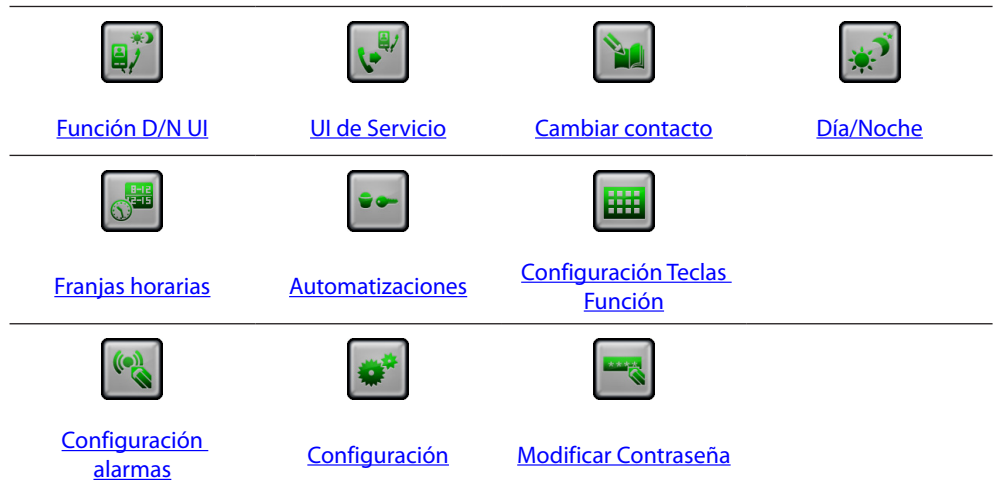 Función D/N UI
UI de Servicio
Cambiar contacto
Día/Noche
8-12
12-15
Franjas horarias
Automatizaciones
Configuración Teclas
Función
****
Configuración
alarmas
Configuración
Modificar Contraseña